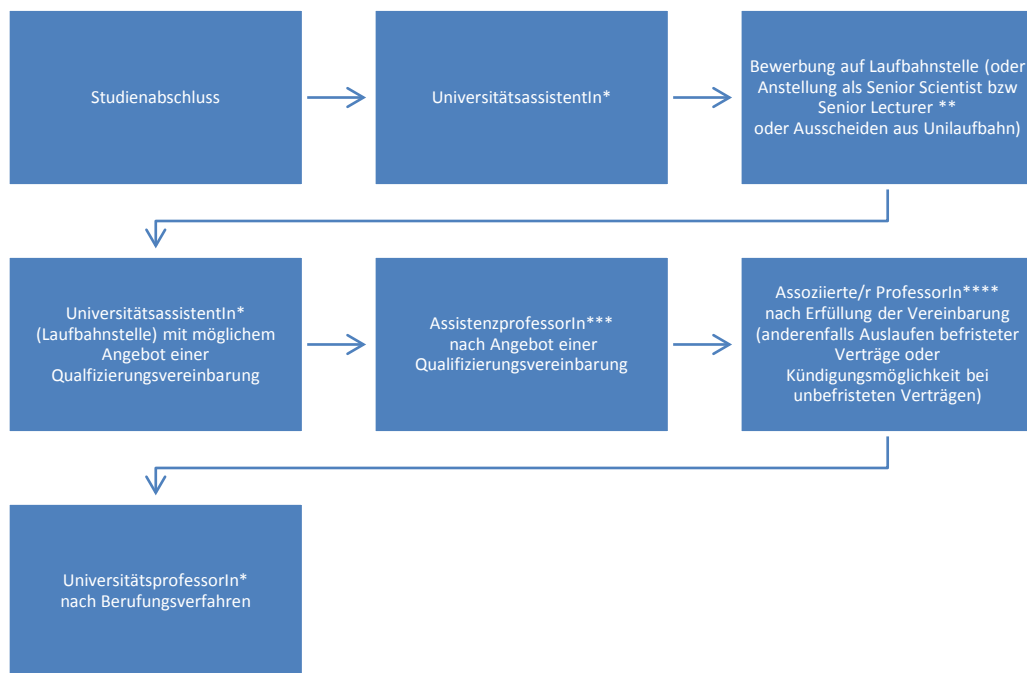 Studienabschluss
UniversitätsassistentIn*
Bewerbung auf Laufbahnstelle (oder
Anstellung als Senior Scientist bzw
Senior Lecturer **
oder Ausscheiden aus Unilaufbahn)
UniversitätsassistentIn*
(Laufbahnstelle) mit möglichem
Angebot einer
Qualfizierungsvereinbarung
AssistenzprofessorIn***
nach Angebot einer
Qualifizierungsvereinbarung
Assoziierte/r ProfessorIn****
nach Erfüllung der Vereinbarung
(anderenfalls Auslaufen befristeter
Verträge oder
Kündigungsmöglichkeit bei
unbefristeten Verträgen)
UniversitätsprofessorIn*
nach Berufungsverfahren